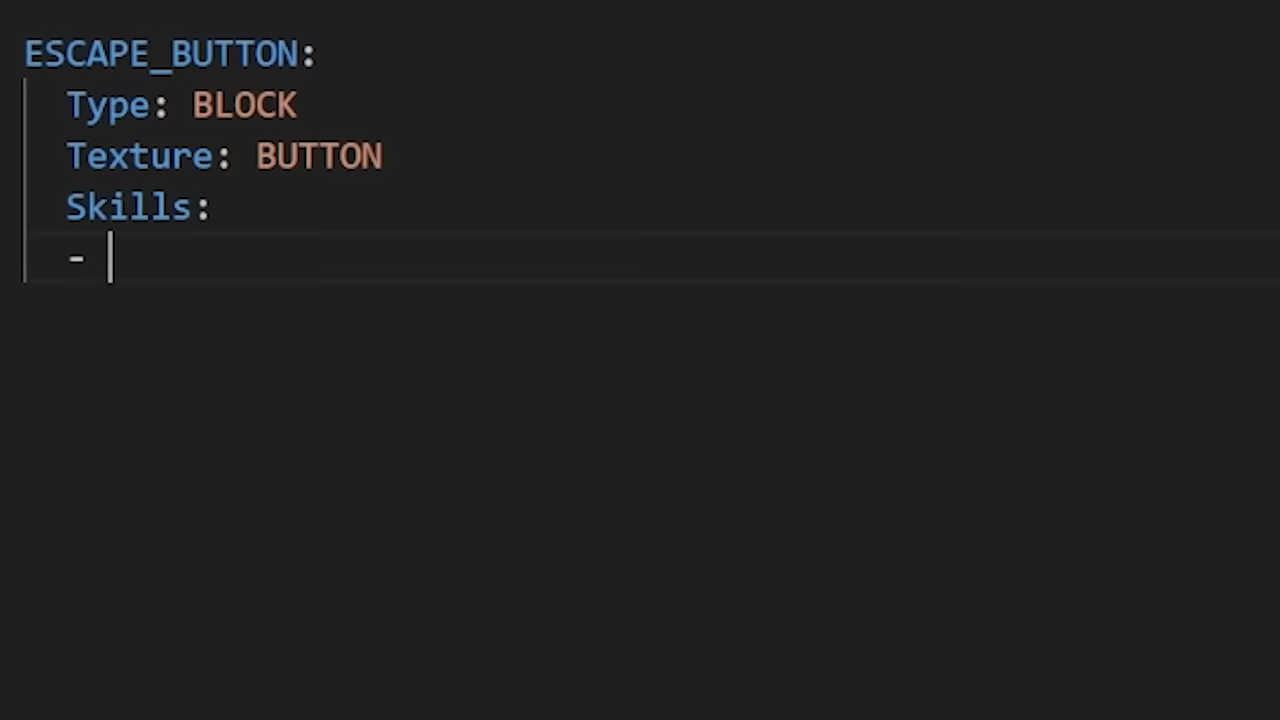 ESCAPE_BUTTON:
Type: BLOCK
Texture: BUTTON
Skills:
-